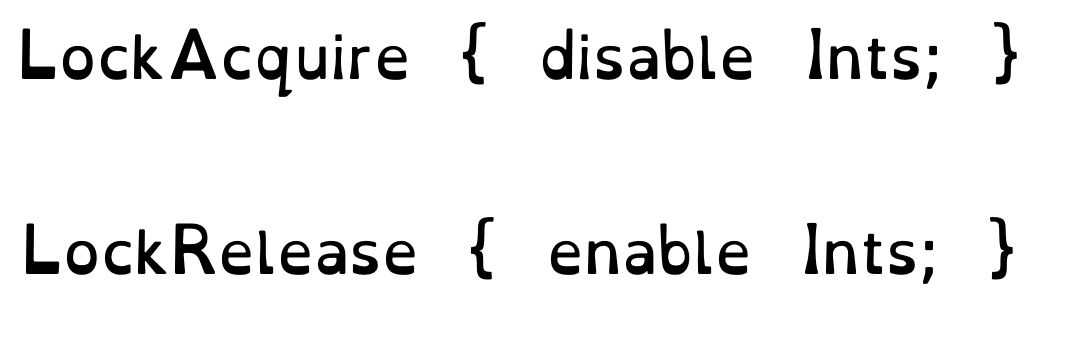 LockAcquire { disable Ints; }
LockRelease { enable Ints; }